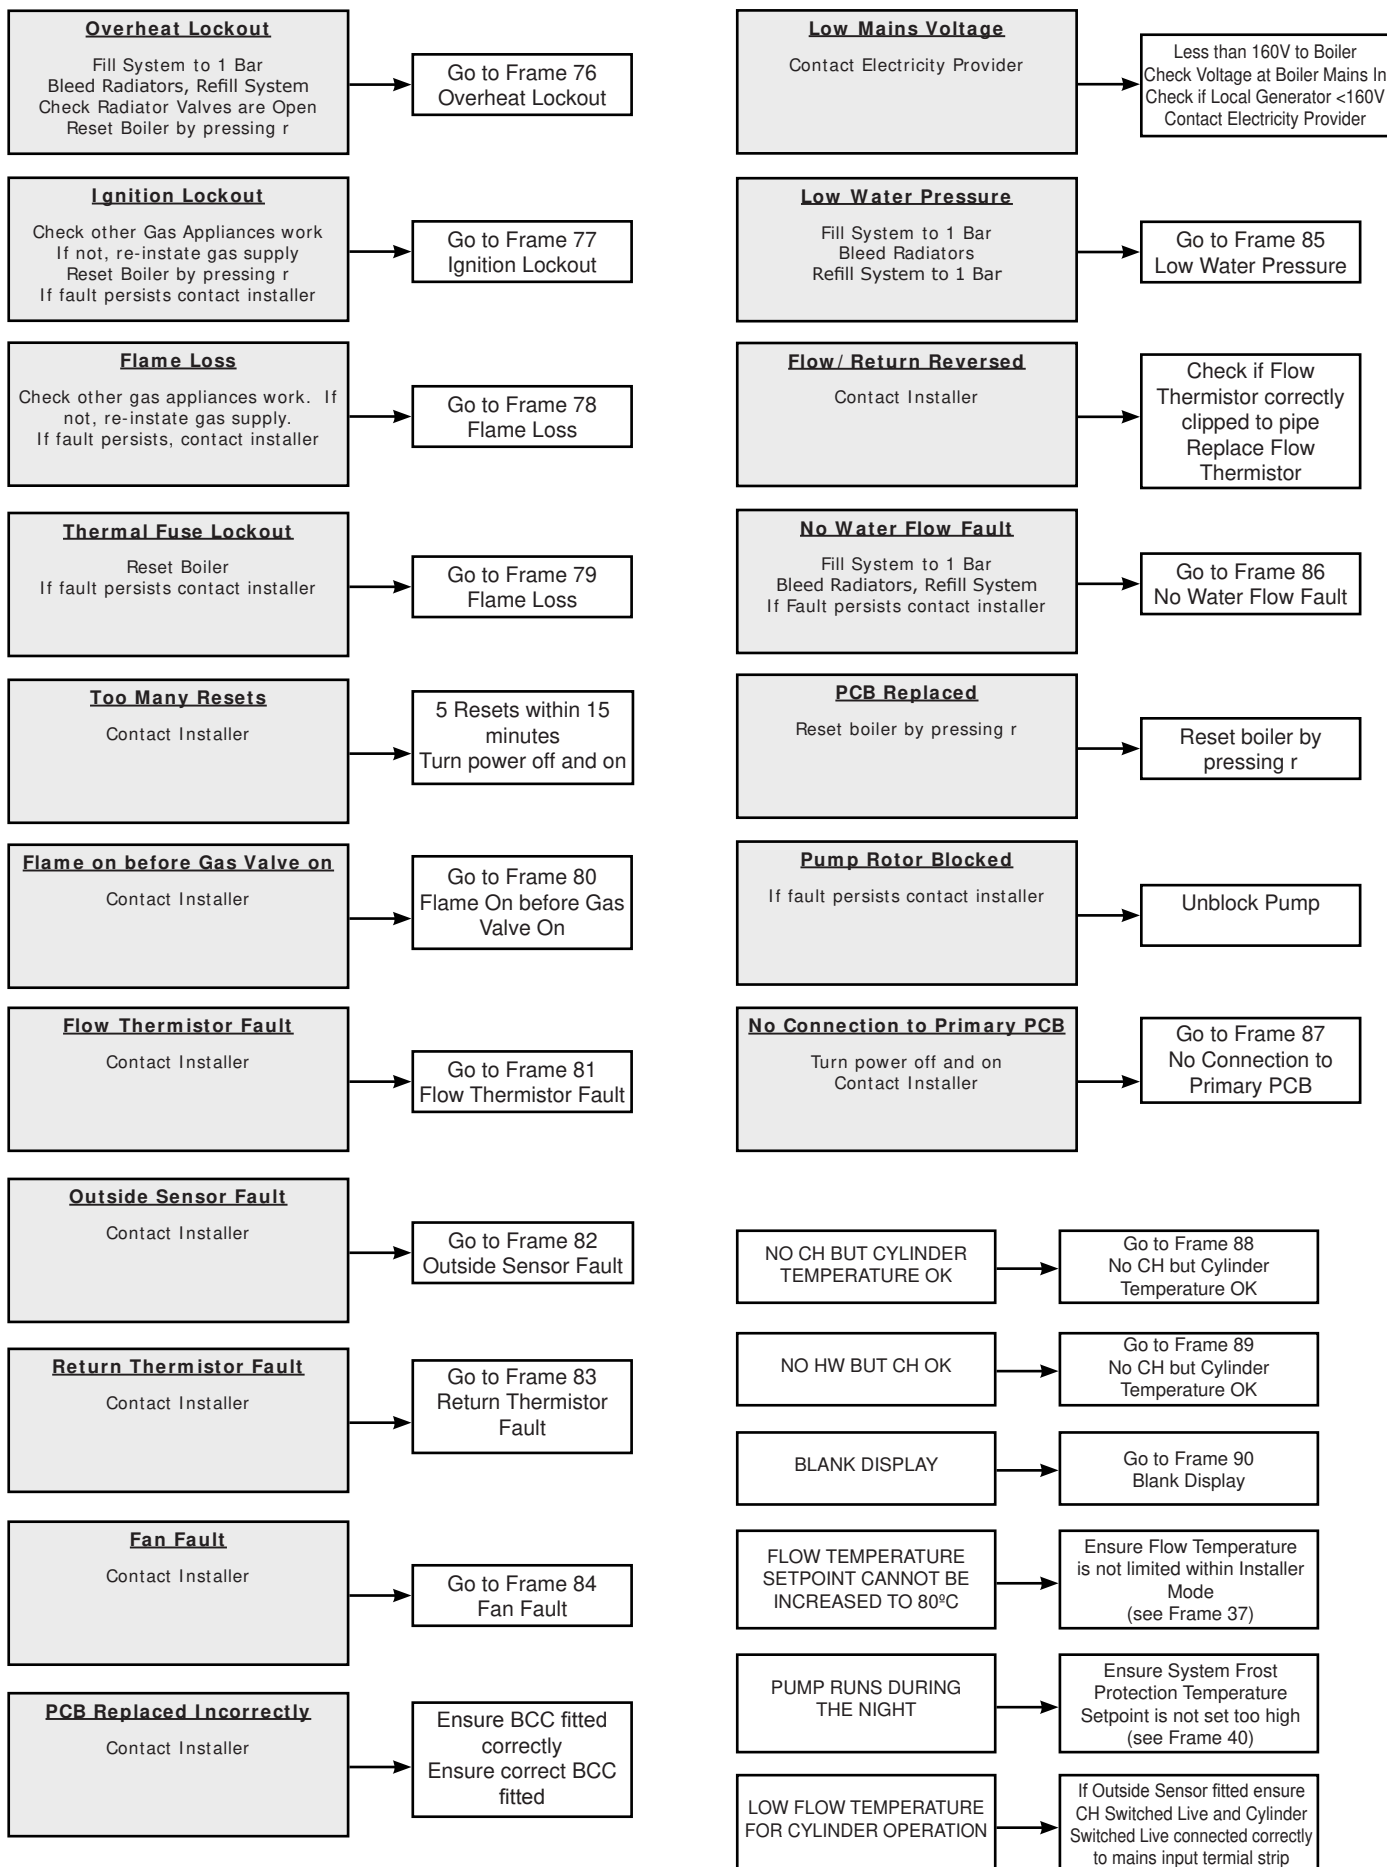 Overheat Lockout
Fill System to 1 Bar
Bleed Radiators, Refill System
Check Radiator Valves are Open
Reset Boiler by pressing r
Go to Frame 76
Overheat Lockout
Ignition Lockout
Check other Gas Appliances work
If not, re-instate gas supply
Reset Boiler by pressing r
If fault persists contact installer
Go to Frame 77
Ignition Lockout
Flame Loss
Check other gas appliances work. If
not, re-instate gas supply.
If fault persists, contact installer
Go to Frame 78
Flame Loss
Thermal Fuse Lockout
Reset Boiler
If fault persists contact installer
Go to Frame 79
Flame Loss
Too Many Resets
Contact Installer
5 Resets within 15
minutes
Turn power off and on
Flame on before Gas Valve on
Contact Installer
Go to Frame 80
Flame On before Gas
Valve On
Flow Thermistor Fault
Contact Installer
Go to Frame 81
Flow Thermistor Fault
Outside Sensor Fault
Contact Installer
Go to Frame 82
Outside Sensor Fault
Return Thermistor Fault
Contact Installer
Go to Frame 83
Return Thermistor
Fault
Fan Fault
Contact Installer
Go to Frame 84
Fan Fault
PCB Replaced Incorrectly
Contact Installer
Ensure BCC fitted
correctly
Ensure correct BCC
fitted
Low Mains Voltage
Contact Electricity Provider
Less than 160V to Boiler
Check Voltage at Boiler Mains In
Check if Local Generator <160V
Contact Electricity Provider
Low Water Pressure
Fill System to 1 Bar
Bleed Radiators
Refill System to 1 Bar
Go to Frame 85
Low Water Pressure
Flow/Return Reversed
Contact Installer
Check if Flow
Thermistor correctly
clipped to pipe
Replace Flow
Thermistor
No Water Flow Fault
Fill System to 1 Bar
Bleed Radiators, Refill System
If Fault persists contact installer
Go to Frame 86
No Water Flow Fault
PCB Replaced
Reset boiler by pressing r
Reset boiler by
pressing r
Pump Rotor Blocked
If fault persists contact installer
Unblock Pump
No Connection to Primary PCB
Turn power off and on
Contact Installer
Go to Frame 87
No Connection to
Primary PCB
NO CH BUT CYLINDER
TEMPERATURE OK
Go to Frame 88
No CH but Cylinder
Temperature OK
NO HW BUT CH OK
Go to Frame 89
No CH but Cylinder
Temperature OK
BLANK DISPLAY
Go to Frame 90
Blank Display
FLOW TEMPERATURE
SETPOINT CANNOT BE
INCREASED TO 80ºC
Ensure Flow Temperature
is not limited within Installer
Mode
(see Frame 37)
PUMP RUNS DURING
THE NIGHT
Ensure System Frost
Protection Temperature
Setpoint is not set too high
(see Frame 40)
LOW FLOW TEMPERATURE
FOR CYLINDER OPERATION
If Outside Sensor fitted ensure
CH Switched Live and Cylinder
Switched Live connected correctly
to mains input termial strip